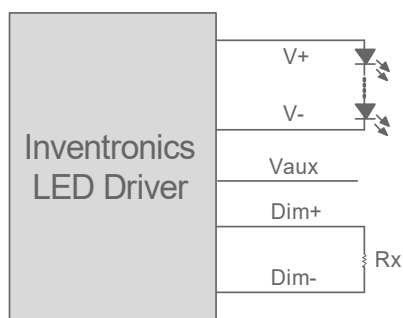 Inventronics
LED Driver
V+
V-
Vaux
Dim+
Rx
Dim-